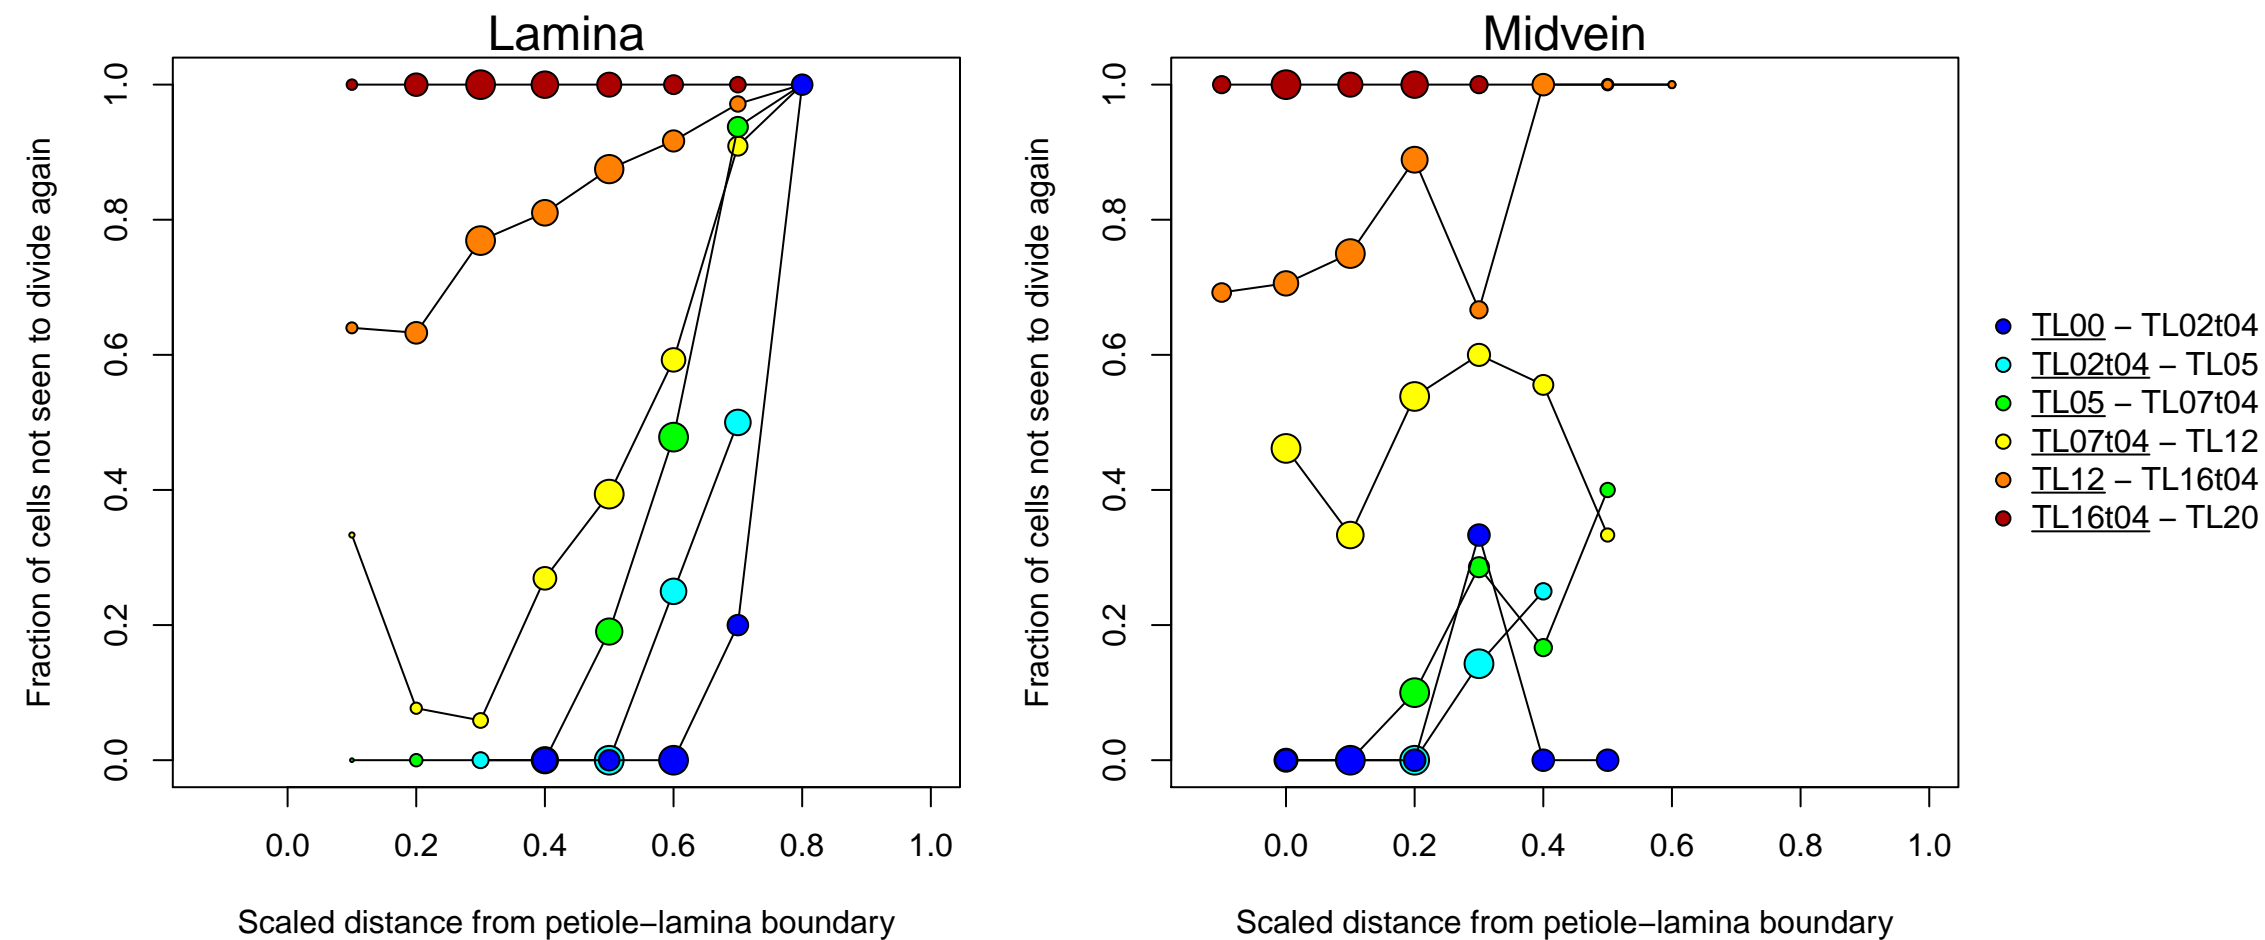 Lamina
Fraction of cells not seen to divide again
1.0
0.8
0.6
0.4
0.2
0.0
0.0 0.2 0.4 0.6 0.8 1.0
Scaled distance from petiole−lamina boundary
Midvein
Fraction of cells not seen to divide again
1.0
0.8
0.6
0.4
0.2
0.0
0.0 0.2 0.4 0.6 0.8 1.0
Scaled distance from petiole−lamina boundary
TL00 − TL02t04
TL02t04 − TL05
TL05 − TL07t04
TL07t04 − TL12
TL12 − TL16t04
TL16t04 − TL20